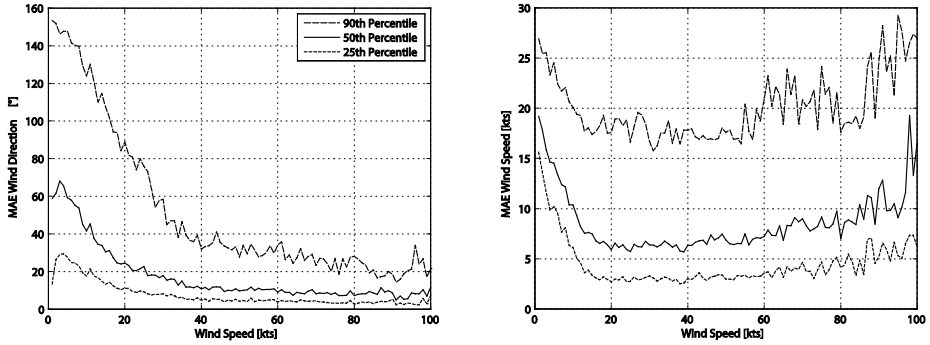 160
140
120
100
80
60
40
20
0
MAE Wind Direction [°]
0 20 40 60 80 100
Wind Speed [kts]
90th Percentile
50th Percentile
25th Percentile
30
25
20
15
10
5
0
MAE Wind Speed [kts]
0 20 40 60 80 100
Wind Speed [kts]